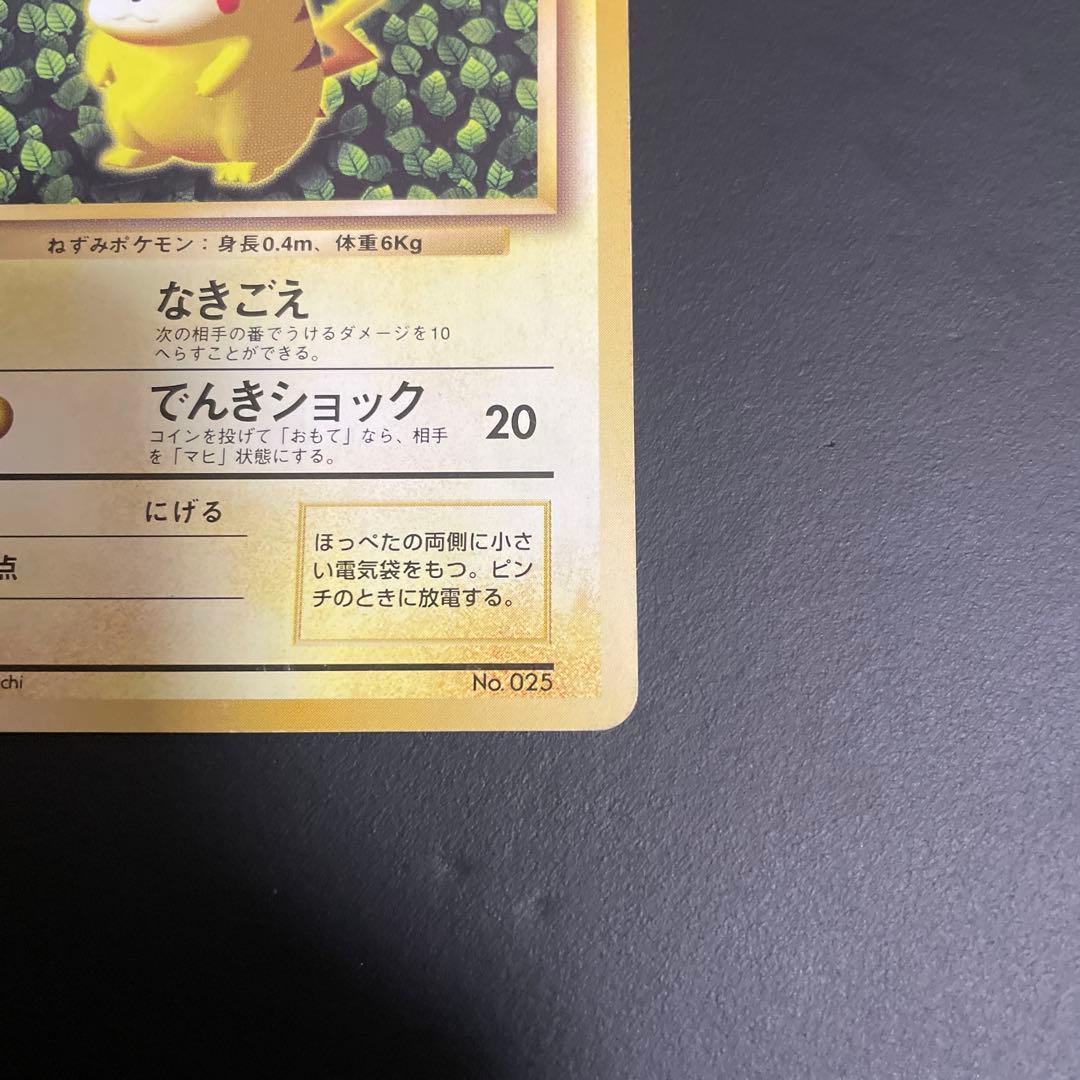 ねずみポケモン：身長0.4m、体重6Kg
なきごえ
次の相手の番でうけるダメージを10
へらすことができる。
でんきショック 20
コインを投げて「おもて」なら、相手
を「マヒ」状態にする。
にげる
点
ほっぺたの両側に小さ
い電気袋をもつ。ピン
チのときに放電する。
chi
No. 025